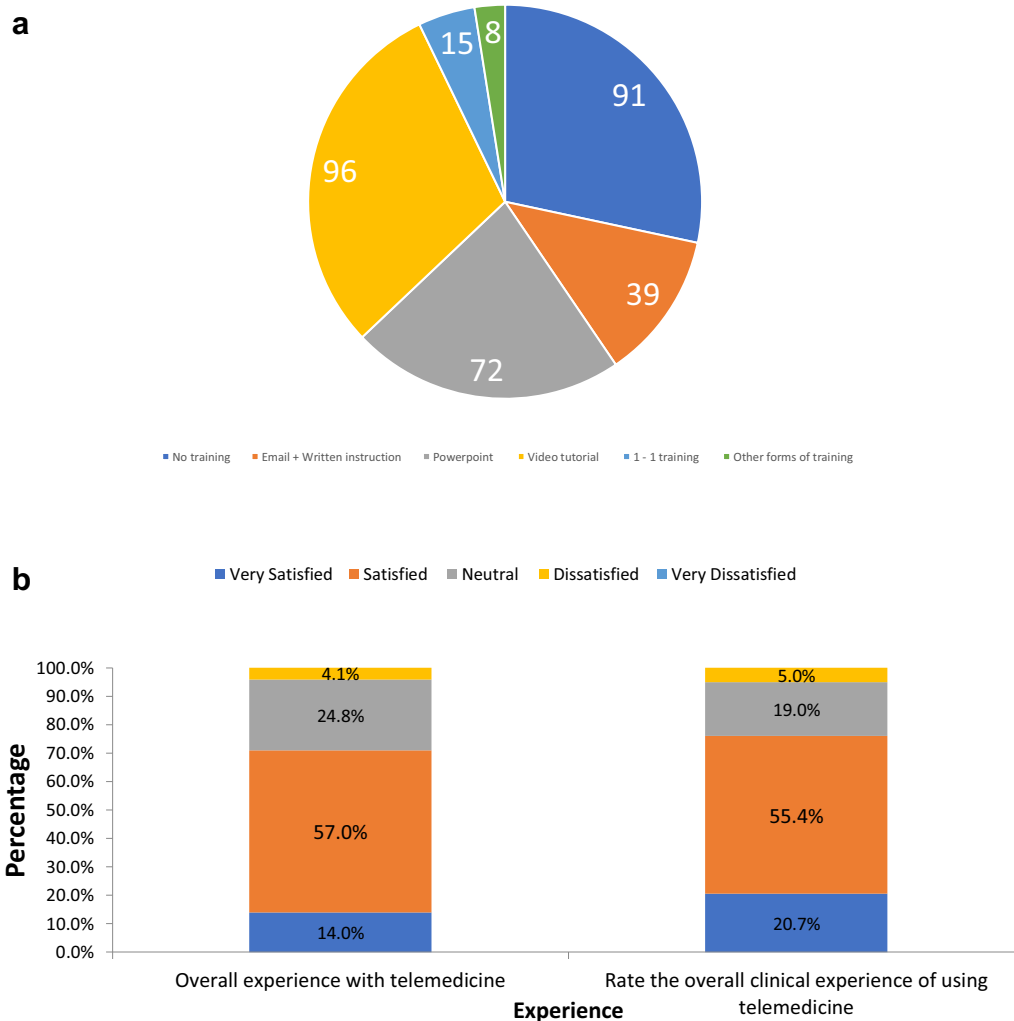 a
15
8
91
96
39
72
No training Email + Written instruction Powerpoint Video tutorial 1 - 1 training Other forms of training
b
Very Satisfied Satisfied Neutral Dissatisfied Very Dissatisfied
Percentage
100.0%
90.0%
80.0%
70.0%
60.0%
50.0%
40.0%
30.0%
20.0%
10.0%
0.0%
4.1%
24.8%
57.0%
14.0%
5.0%
19.0%
55.4%
20.7%
Overall experience with telemedicine
Rate the overall clinical experience of using
telemedicine
Experience